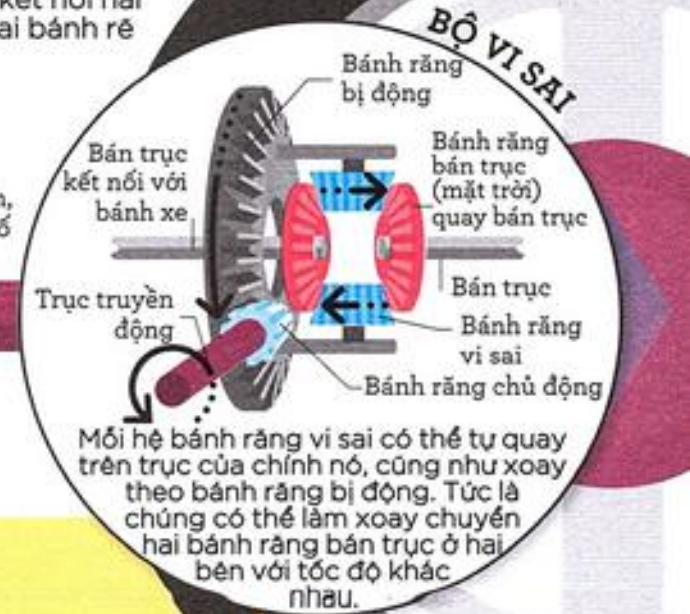 kết nối hai
ai bánh rẽ
BỘ VI SAI
Bánh răng
bị động
Bán trục
kết nối với
bánh xe
Bánh răng
bán trục
(mặt trời)
quay bán trục
Trục truyền
động
Bán trục
Bánh răng
vi sai
Bánh răng chủ động
Mỗi hệ bánh răng vi sai có thể tự quay
trên trục của chính nó, cũng như xoay
theo bánh răng bị động. Tức là
chúng có thể làm xoay chuyển
hai bánh răng bán trục ở hai
bên với tốc độ khác
nhau.